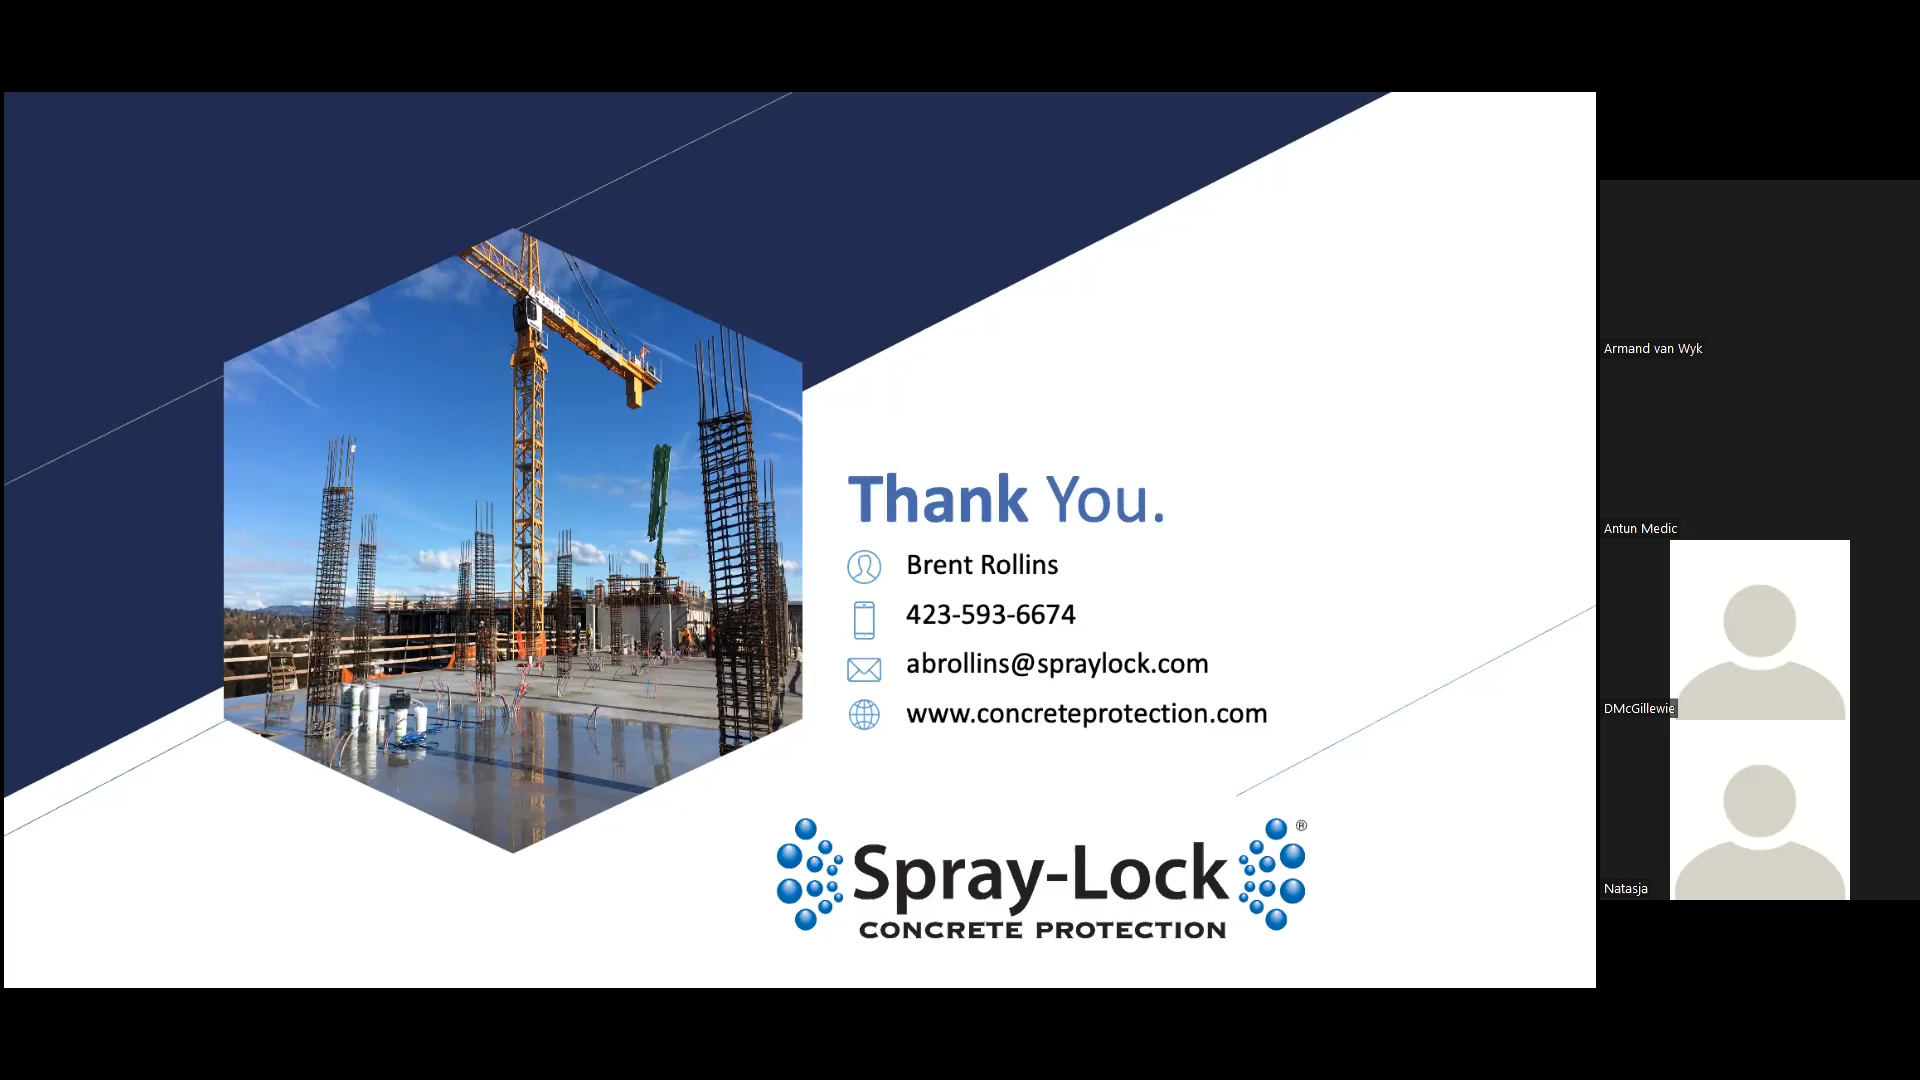 Thank You.
Brent Rollins
423-593-6674
abrollins@spraylock.com
www.concreteprotection.com
Spray-Lock
®
CONCRETE PROTECTION
Armand van Wyk
Antun Medic
DMcGillewie
Natasja